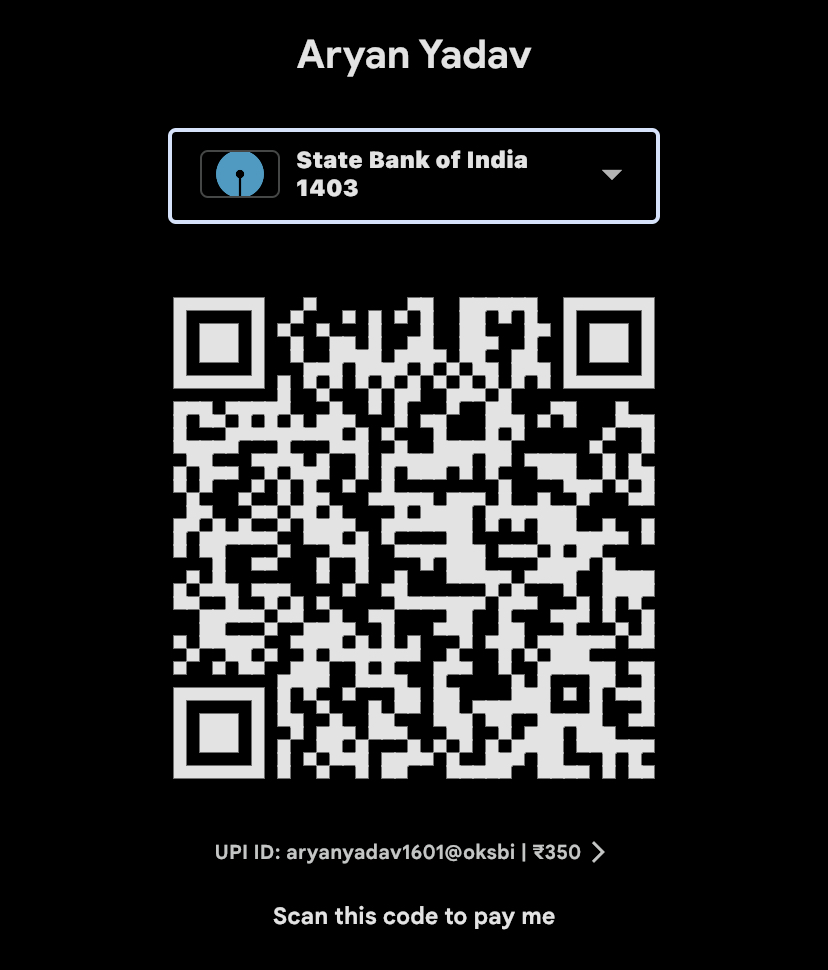 Aryan Yadav
State Bank of India
1403
UPI ID: aryanyadav1601@oksbi | ₹350
Scan this code to pay me